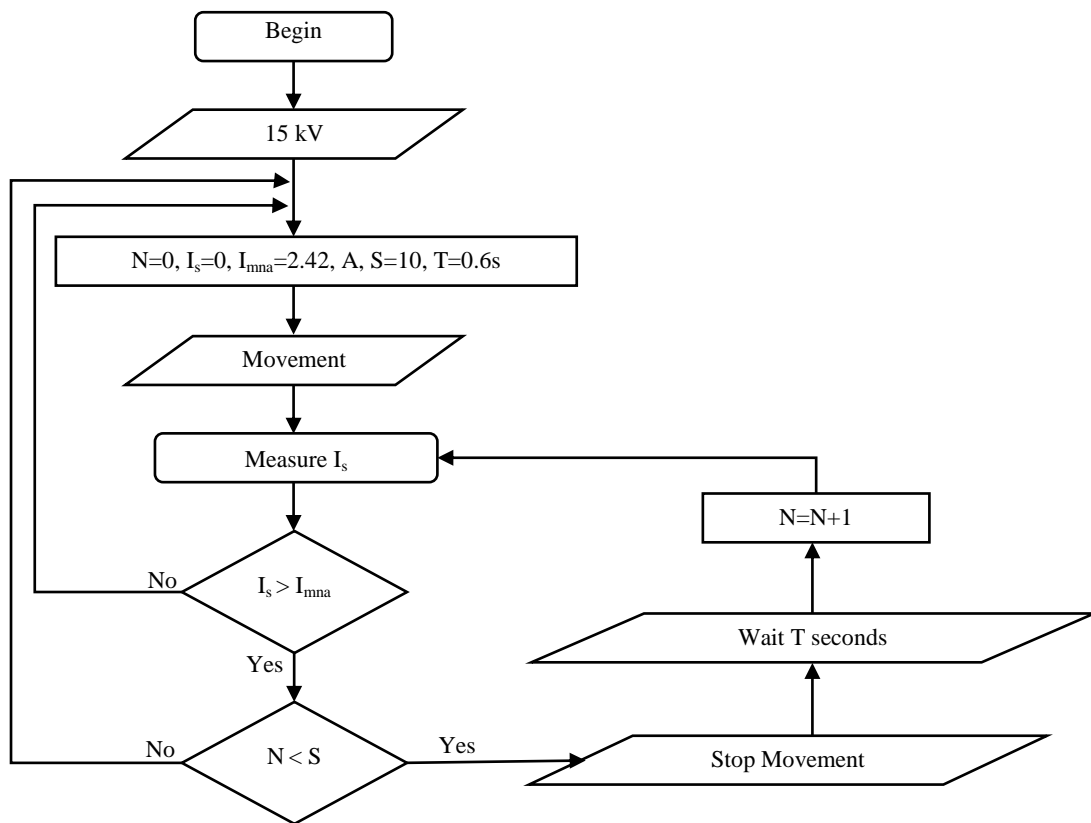 Begin
15 kV
N=0, Is=0, Imna=2.42, A, S=10, T=0.6s
Movement
Measure Is
N=N+1
No
Is > Imna
Wait T seconds
Yes
No
N < S
Yes
Stop Movement